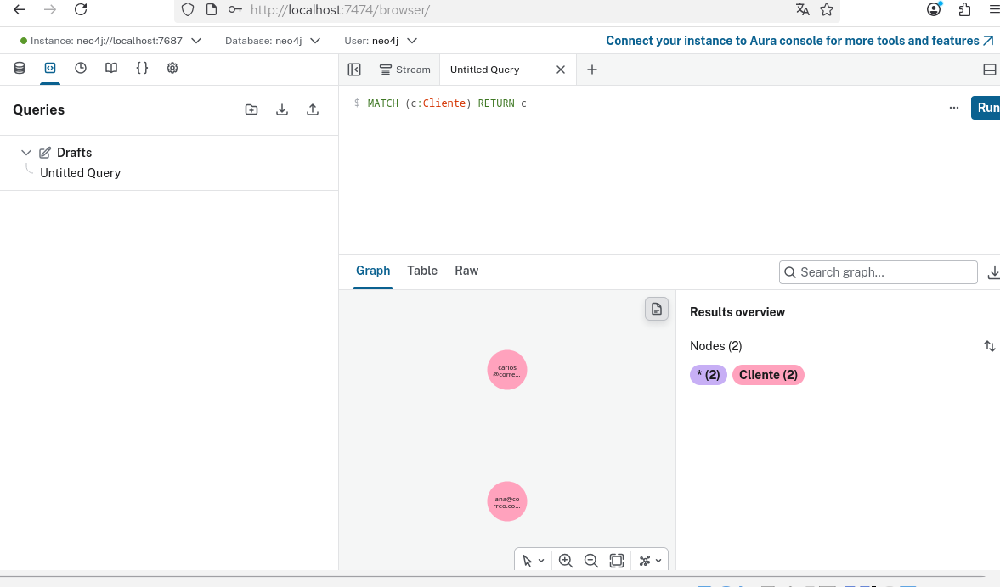 http://localhost:7474/browser/
Instance: neo4j://localhost:7687 Database: neo4j User: neo4j Connect your instance to Aura console for more tools and features
Stream Untitled Query
Queries
$ MATCH (c:Cliente) RETURN c
Run
Drafts
Untitled Query
Graph Table Raw
Search graph...
Results overview
Nodes (2)
* (2) Cliente (2)
carlos
@corre...
ana@co-
rreo.co...